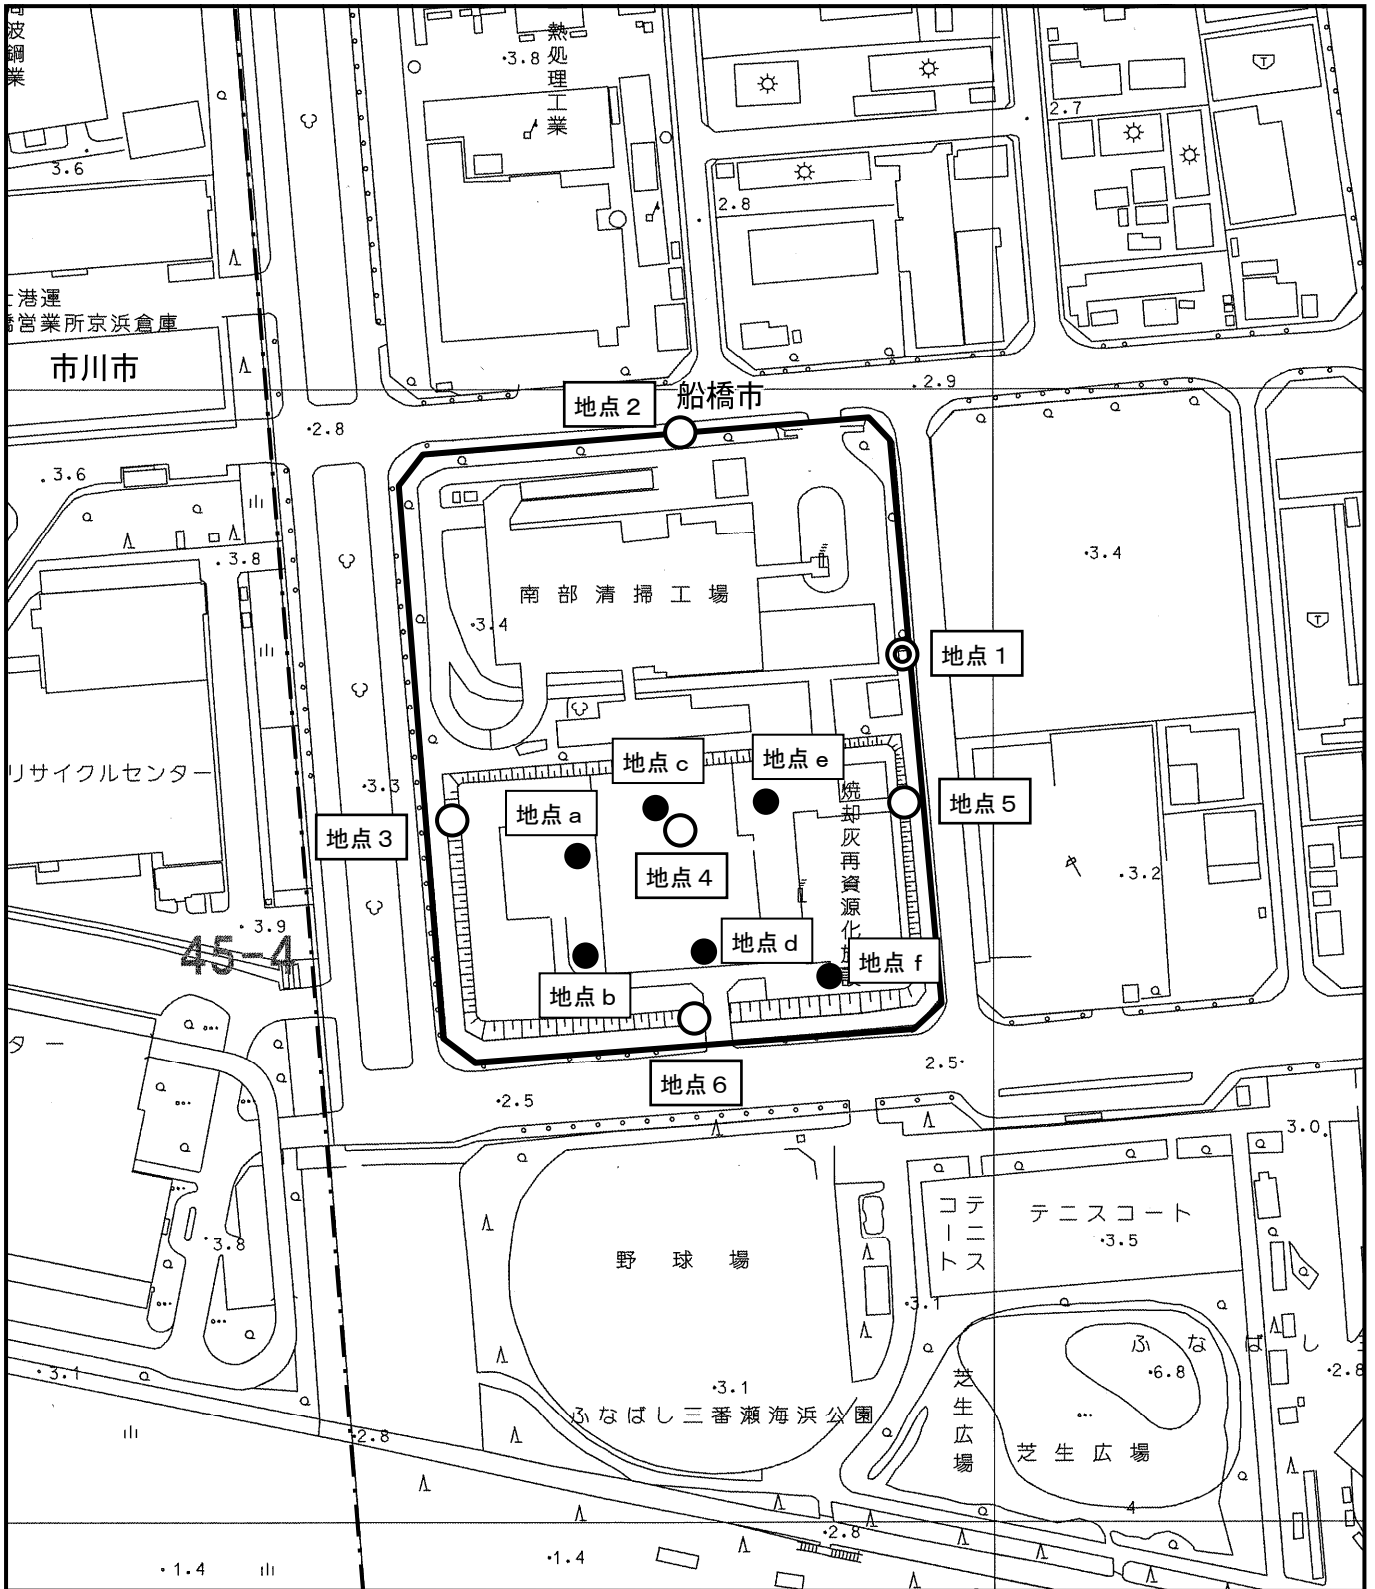 波鋼業
熱処理工業
3.8
2.7
3.6
2.8
港運
営業所京浜倉庫
市川市
船橋市
地点2
2.9
2.8
3.6
3.8
3.4
南部清掃工場
3.4
地点1
リサイクルセンター
3.3
地点c
地点e
地点a
地点3
地点4
地点5
焼却灰再資源化施設
3.2
3.9
45-4
地点d
地点f
地点b
ター
地点6
2.5
2.5
3.0
テニスコート
テニスコート
3.5
3.8
野球場
3.1
ふなばし
3.1
3.1
6.8
2.8
ふなばし三番瀬海浜公園
芝生広場
芝生広場
2.8
4
2.8
1.4
1.4